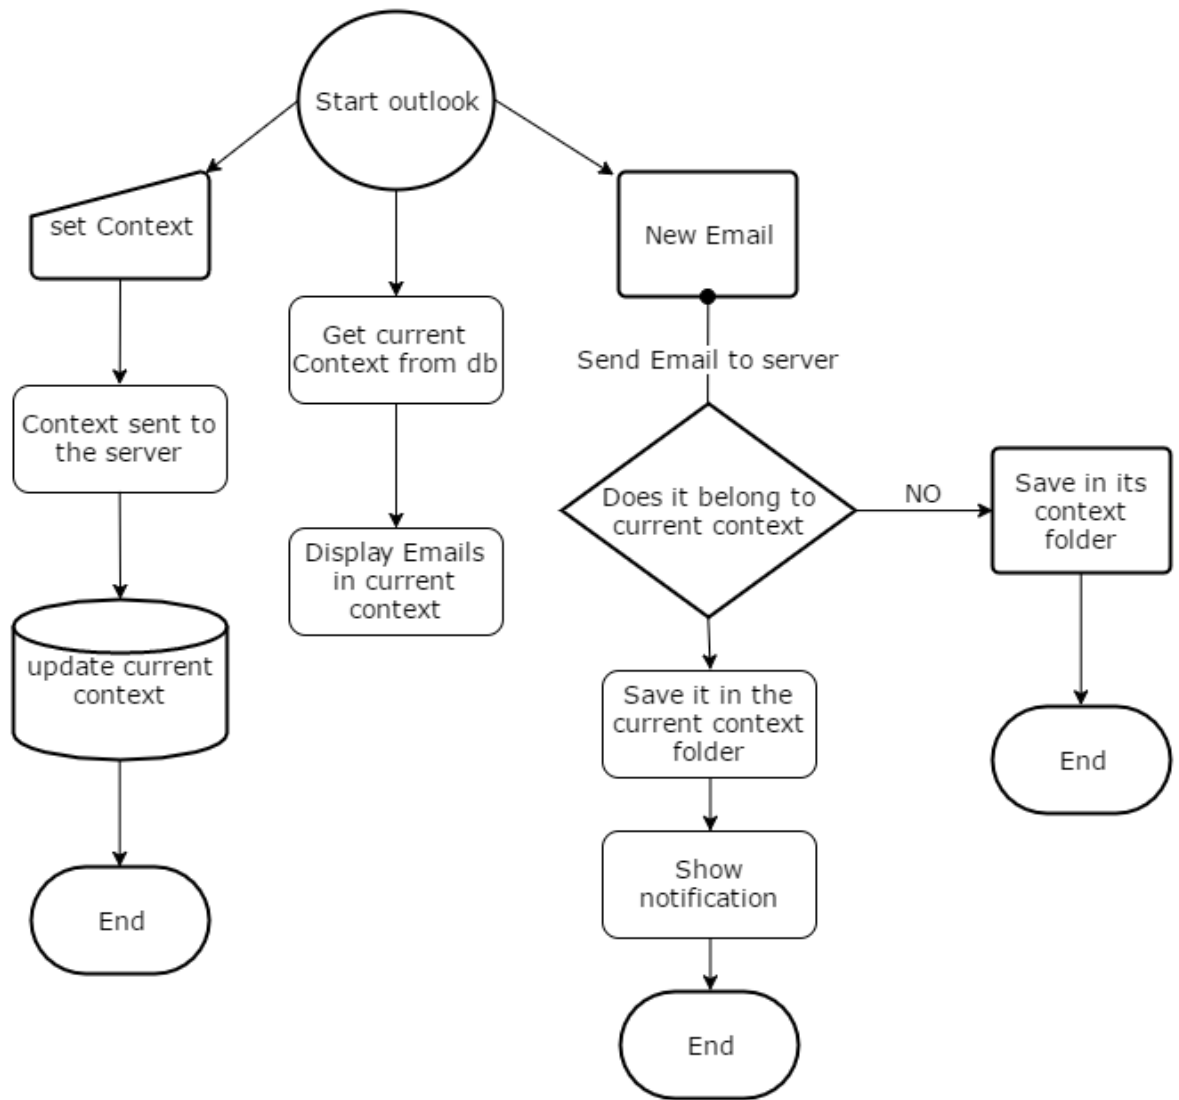 Start outlook
set Context
New Email
Get current
Context from db
Send Email to server
Context sent to
the server
Does it belong to
current context
NO
Save in its
context
folder
Display Emails
in current
context
update current
context
Save it in the
current context
folder
End
Show
notification
End
End